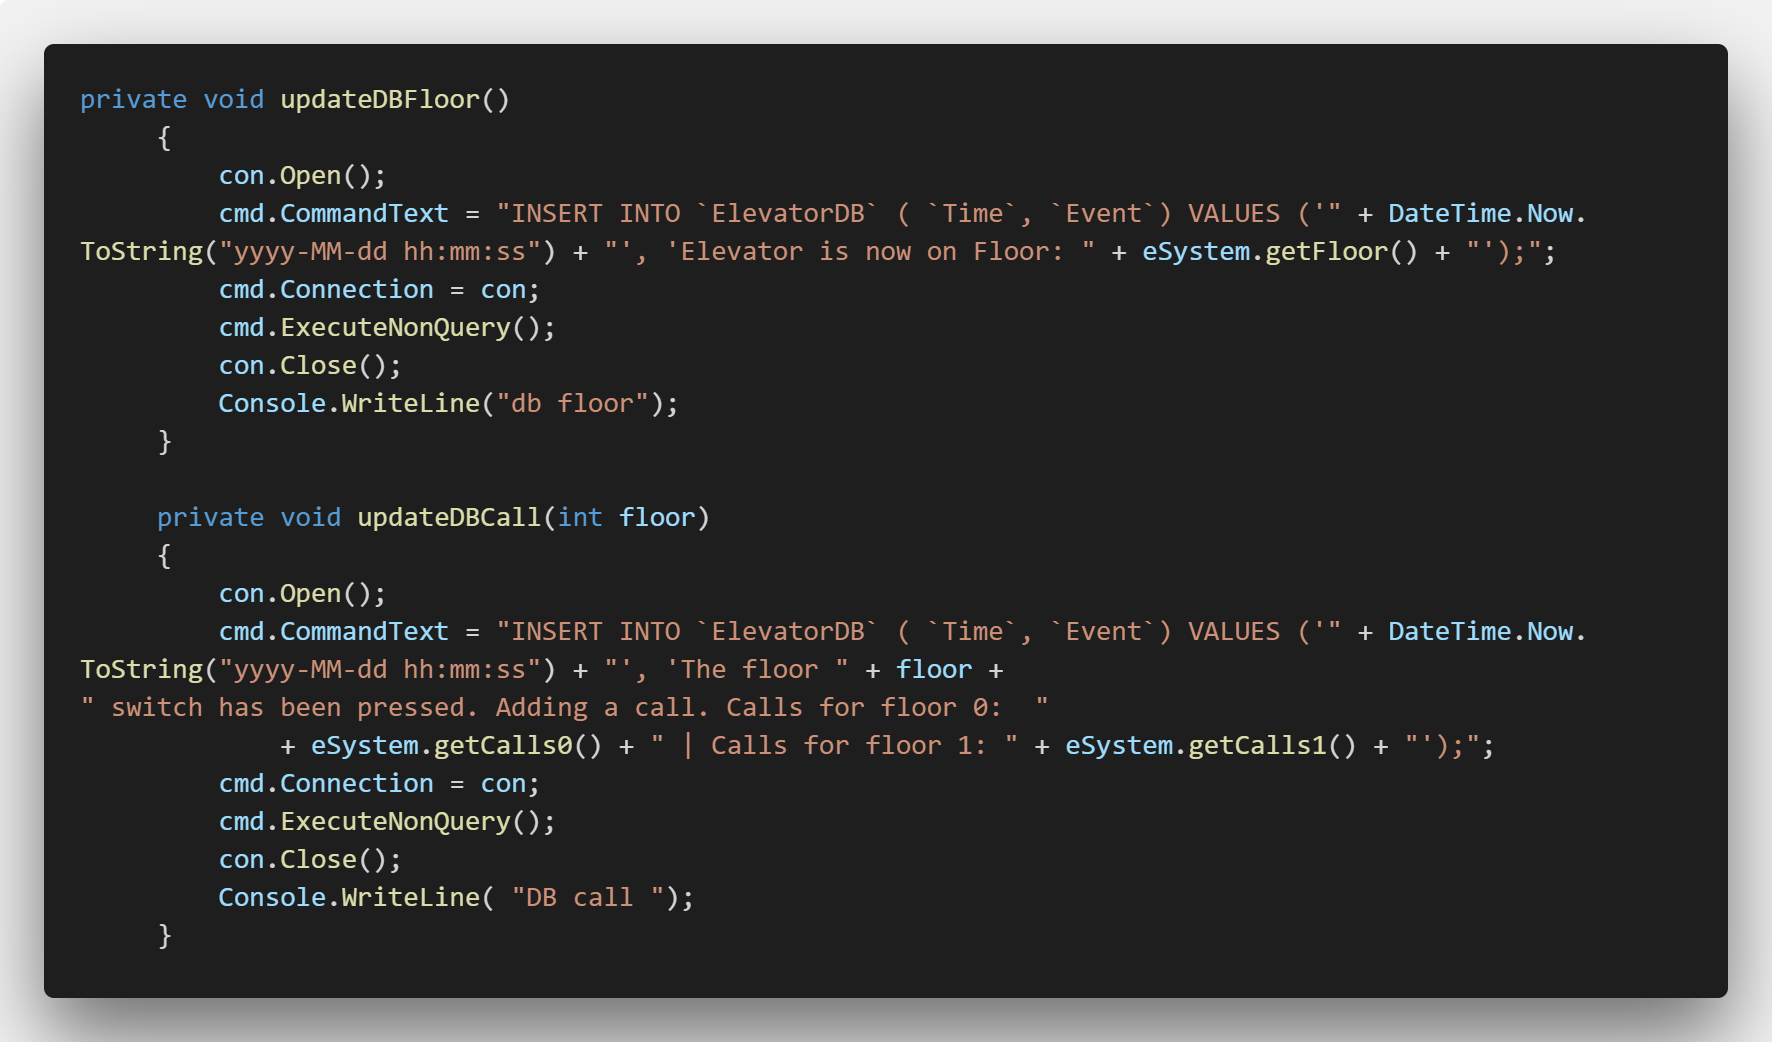 private void updateDBFloor()
     {
         con.Open();
         cmd.CommandText = "INSERT INTO `ElevatorDB` ( `Time`, `Event`) VALUES ('" + DateTime.Now.
ToString("yyyy-MM-dd hh:mm:ss") + "', 'Elevator is now on Floor: " + eSystem.getFloor() + "');";
         cmd.Connection = con;
         cmd.ExecuteNonQuery();
         con.Close();
         Console.WriteLine("db floor");
     }

     private void updateDBCall(int floor)
     {
         con.Open();
         cmd.CommandText = "INSERT INTO `ElevatorDB` ( `Time`, `Event`) VALUES ('" + DateTime.Now.
ToString("yyyy-MM-dd hh:mm:ss") + "', 'The floor " + floor +
" switch has been pressed. Adding a call. Calls for floor 0:  "
             + eSystem.getCalls0() + " | Calls for floor 1: " + eSystem.getCalls1() + "');";
         cmd.Connection = con;
         cmd.ExecuteNonQuery();
         con.Close();
         Console.WriteLine( "DB call ");
     }